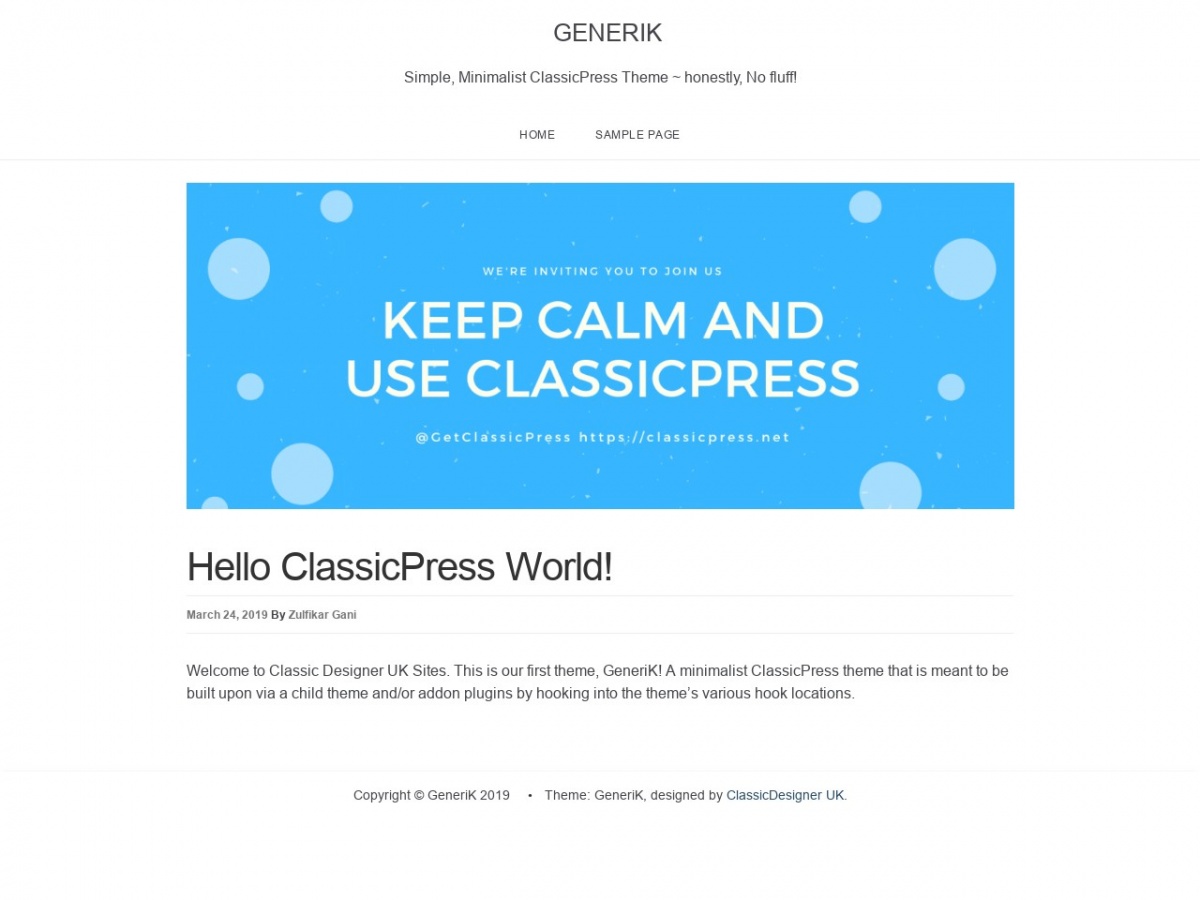 GENERIK
Simple, Minimalist ClassicPress Theme ~ honestly, No fluff!
HOME SAMPLE PAGE
WE'RE INVITING YOU TO JOIN US
KEEP CALM AND
USE CLASSICPRESS
@GetClassicPress https://classicpress.net
Hello ClassicPress World!
March 24, 2019 By Zulfikar Gani
Welcome to Classic Designer UK Sites. This is our first theme, GeneriK! A minimalist ClassicPress theme that is meant to be
built upon via a child theme and/or addon plugins by hooking into the theme’s various hook locations.
Copyright © GeneriK 2019 • Theme: GeneriK, designed by ClassicDesigner UK.